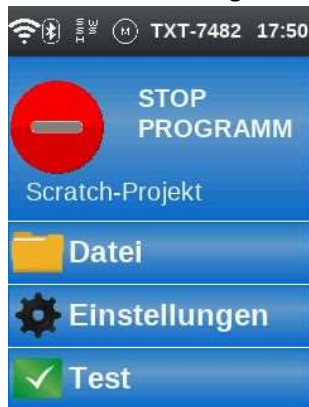 M TXT-7482 17:50
STOP
PROGRAMM
Scratch-Projekt
Datei
Einstellungen
Test